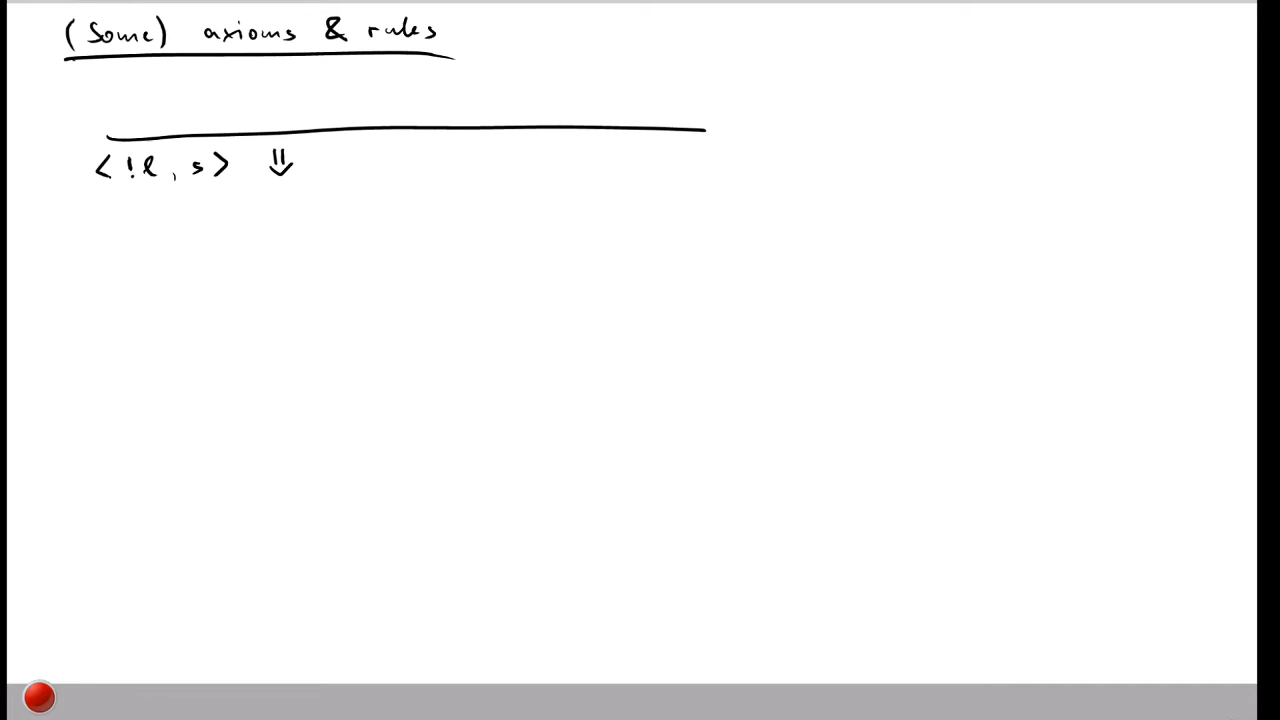 (Some) axioms & rules
<!l, s> ⇓